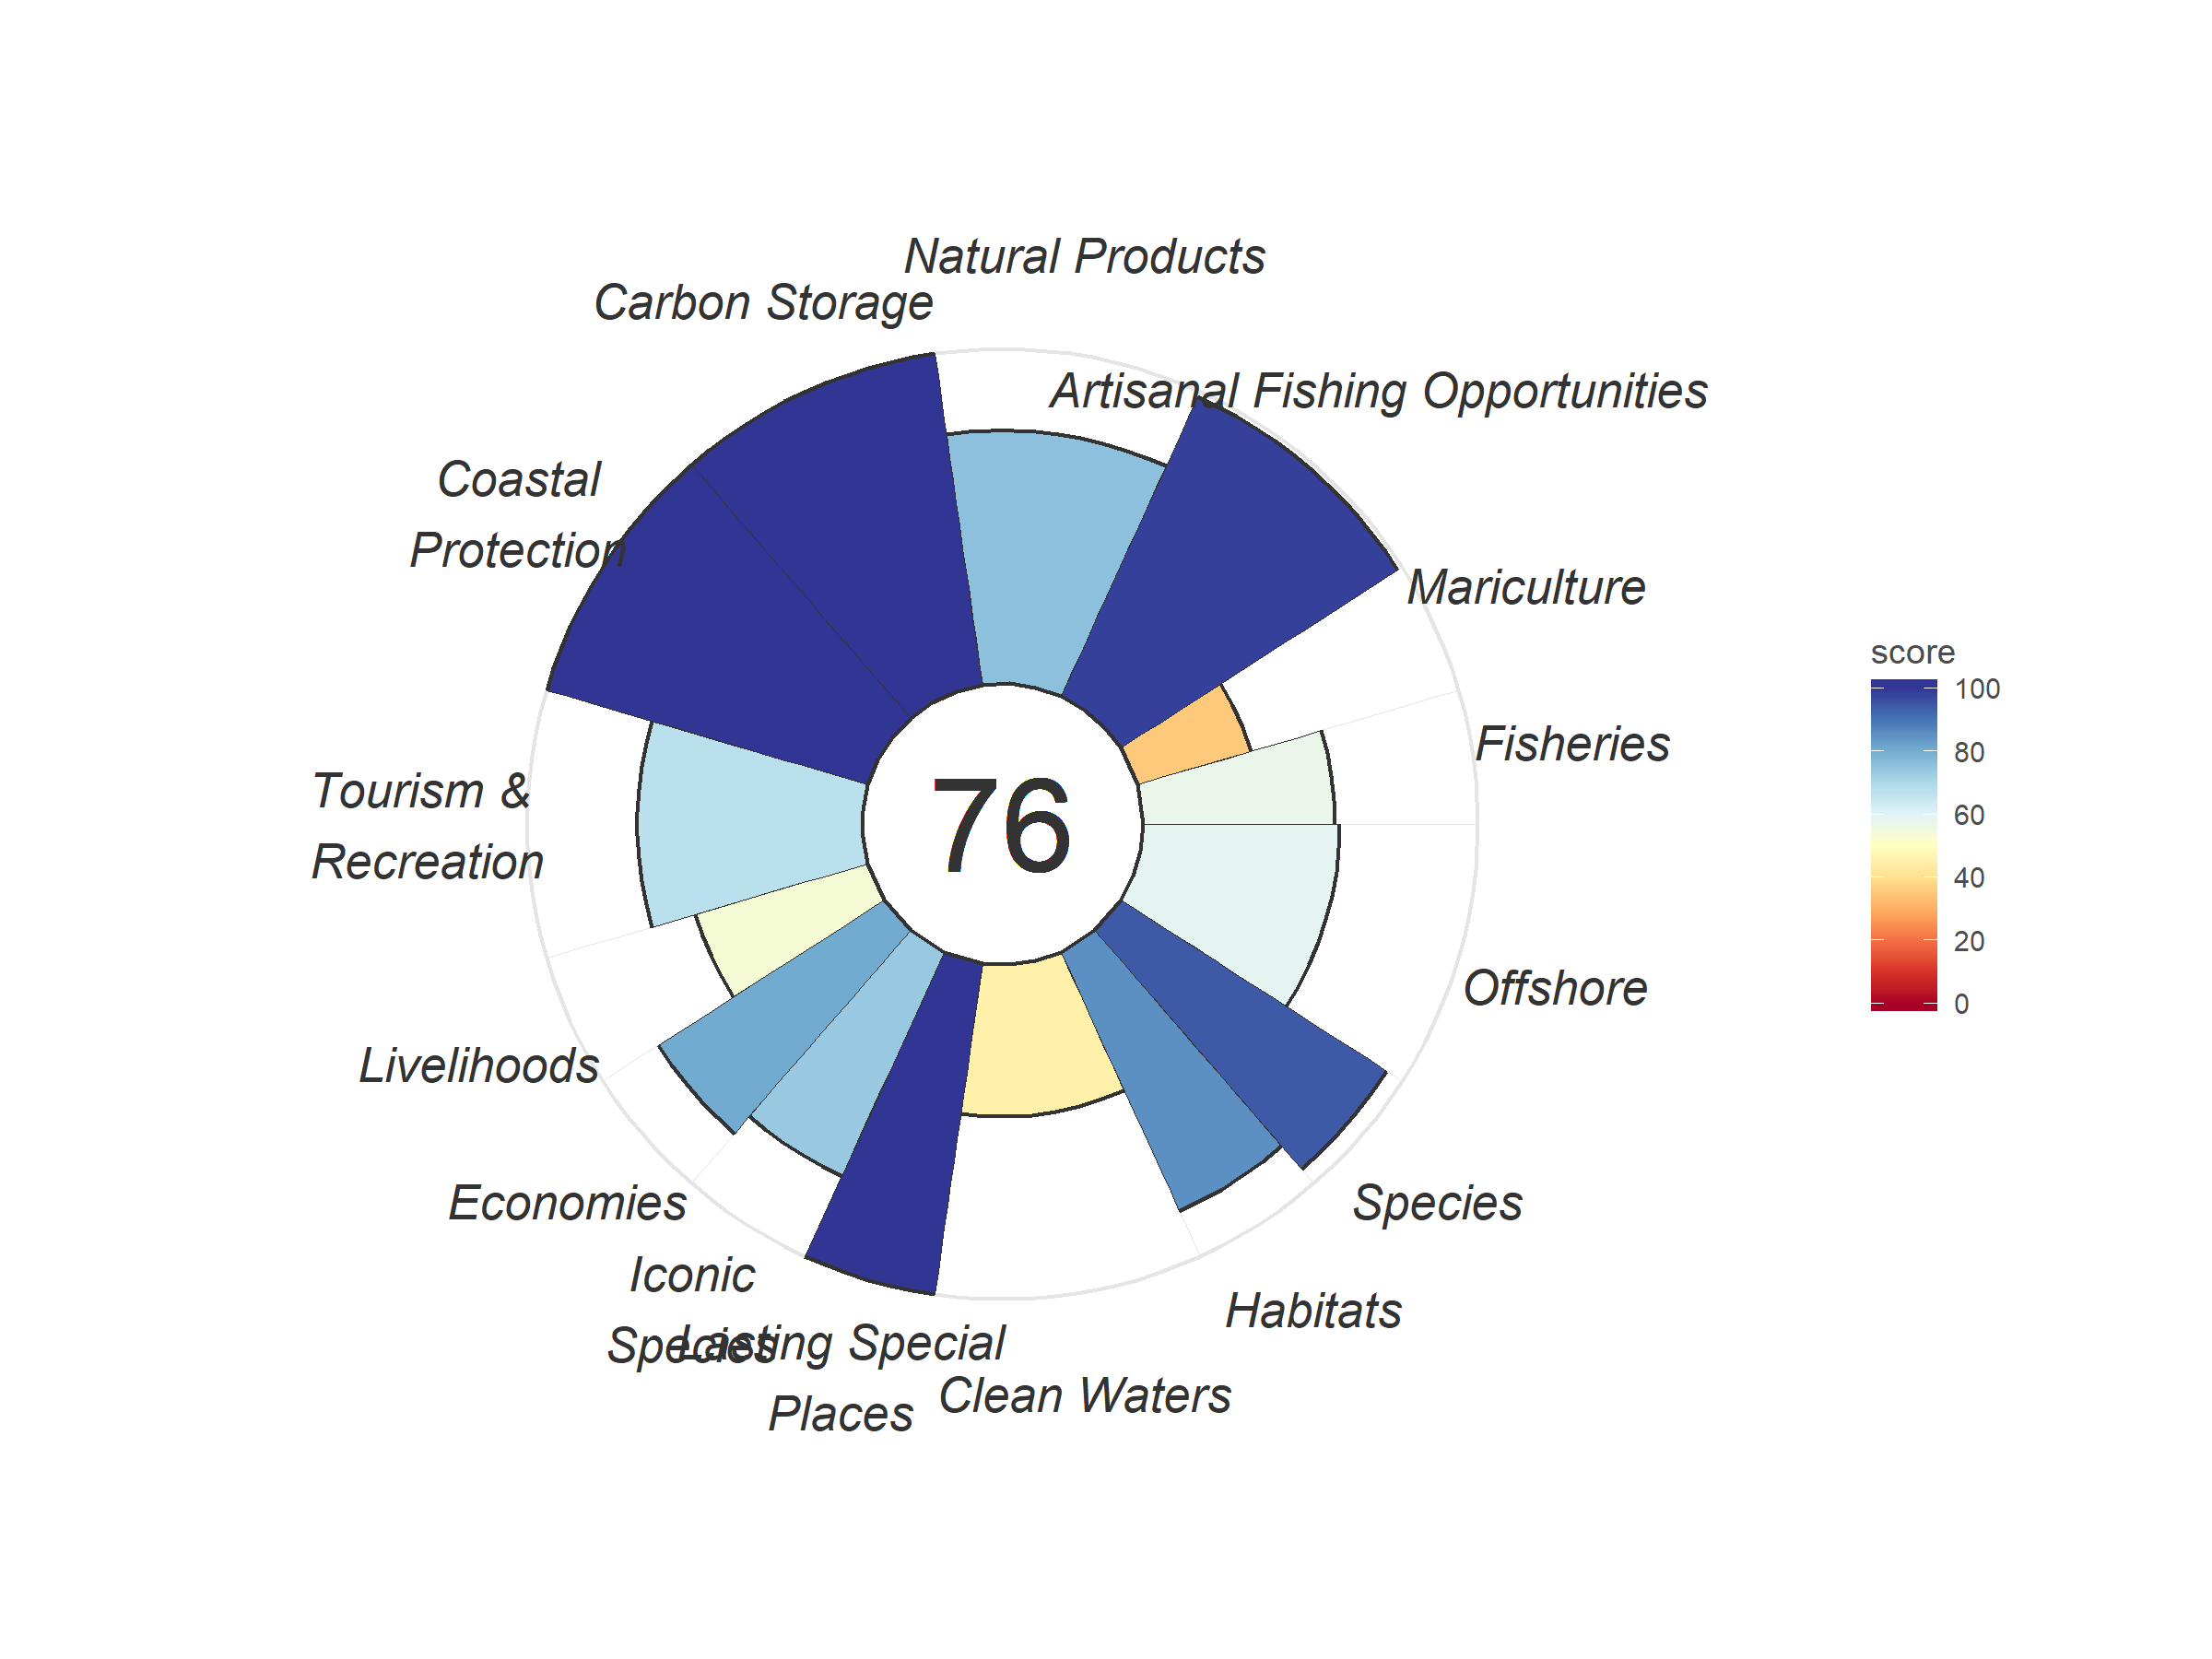 Natural Products
Carbon Storage
Artisanal Fishing Opportunities
Coastal
Protection
Mariculture
Fisheries
Tourism &
Recreation
76
Offshore
Livelihoods
Economies
Species
Iconic
Species
Habitats
Lasting Special
Places
Clean Waters
score
100
80
60
40
20
0